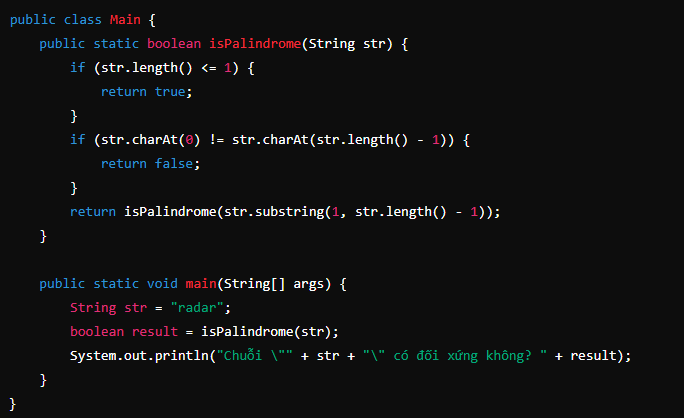 public class Main {
    public static boolean isPalindrome(String str) {
        if (str.length() <= 1) {
            return true;
        }
        if (str.charAt(0) != str.charAt(str.length() - 1)) {
            return false;
        }
        return isPalindrome(str.substring(1, str.length() - 1));
    }

    public static void main(String[] args) {
        String str = "radar";
        boolean result = isPalindrome(str);
        System.out.println("Chuỗi \"" + str + "\" có đối xứng không? " + result);
    }
}